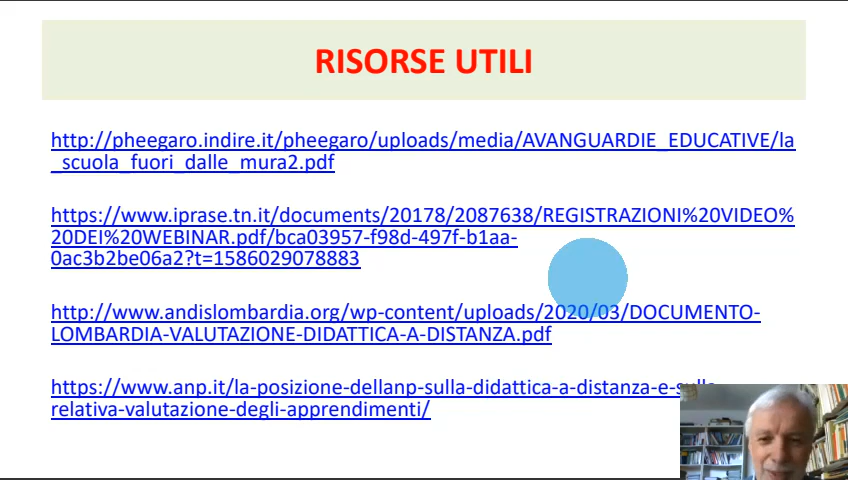 RISORSE UTILI
http://pheegaro.indire.it/pheegaro/uploads/media/AVANGUARDIE_EDUCATIVE/la
_scuola_fuori_dalle_mura2.pdf
https://www.iprase.tn.it/documents/20178/2087638/REGISTRAZIONI%20VIDEO%
20DEI%20WEBINAR.pdf/bca03957-f98d-497f-b1aa-
0ac3b2be06a2?t=1586029078883
http://www.andislombardia.org/wp-content/uploads/2020/03/DOCUMENTO-
LOMBARDIA-VALUTAZIONE-DIDATTICA-A-DISTANZA.pdf
https://www.anp.it/la-posizione-dellanp-sulla-didattica-a-distanza-e-sulla-
relativa-valutazione-degli-apprendimenti/